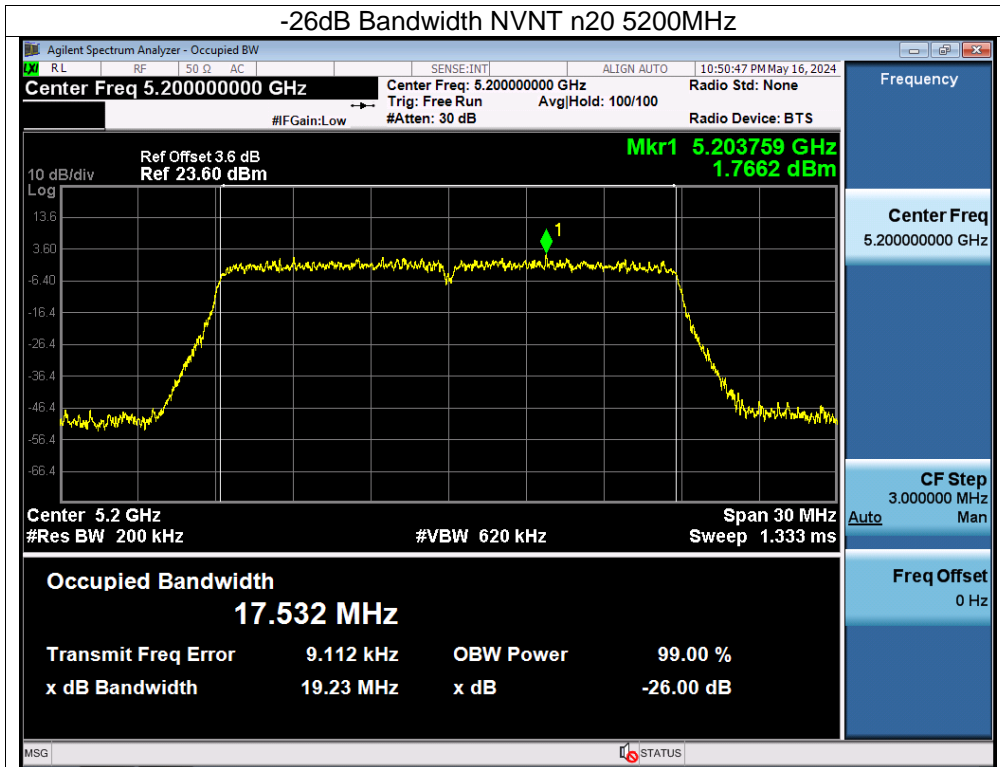 -26dB Bandwidth NVNT n20 5200MHz
Agilent Spectrum Analyzer - Occupied BW
LXI RL RF 50 Ω AC SENSE:INT ALIGN AUTO 10:50:47 PM May 16, 2024
Center Freq 5.200000000 GHz
Center Freq: 5.200000000 GHz
Radio Std: None
Trig: Free Run
Avg|Hold: 100/100
#IFGain:Low
#Atten: 30 dB
Radio Device: BTS
Mkr1 5.203759 GHz
1.7662 dBm
Ref Offset 3.6 dB
10 dB/div
Ref 23.60 dBm
Log
13.6
3.60
-6.40
-16.4
-26.4
-36.4
-46.4
-56.4
-66.4
1
Center 5.2 GHz
Span 30 MHz
#Res BW 200 kHz
#VBW 620 kHz
Sweep 1.333 ms
Occupied Bandwidth
17.532 MHz
Transmit Freq Error 9.112 kHz OBW Power 99.00 %
x dB Bandwidth 19.23 MHz x dB -26.00 dB
Frequency
Center Freq
5.200000000 GHz
CF Step
3.000000 MHz
Auto Man
Freq Offset
0 Hz
MSG
STATUS